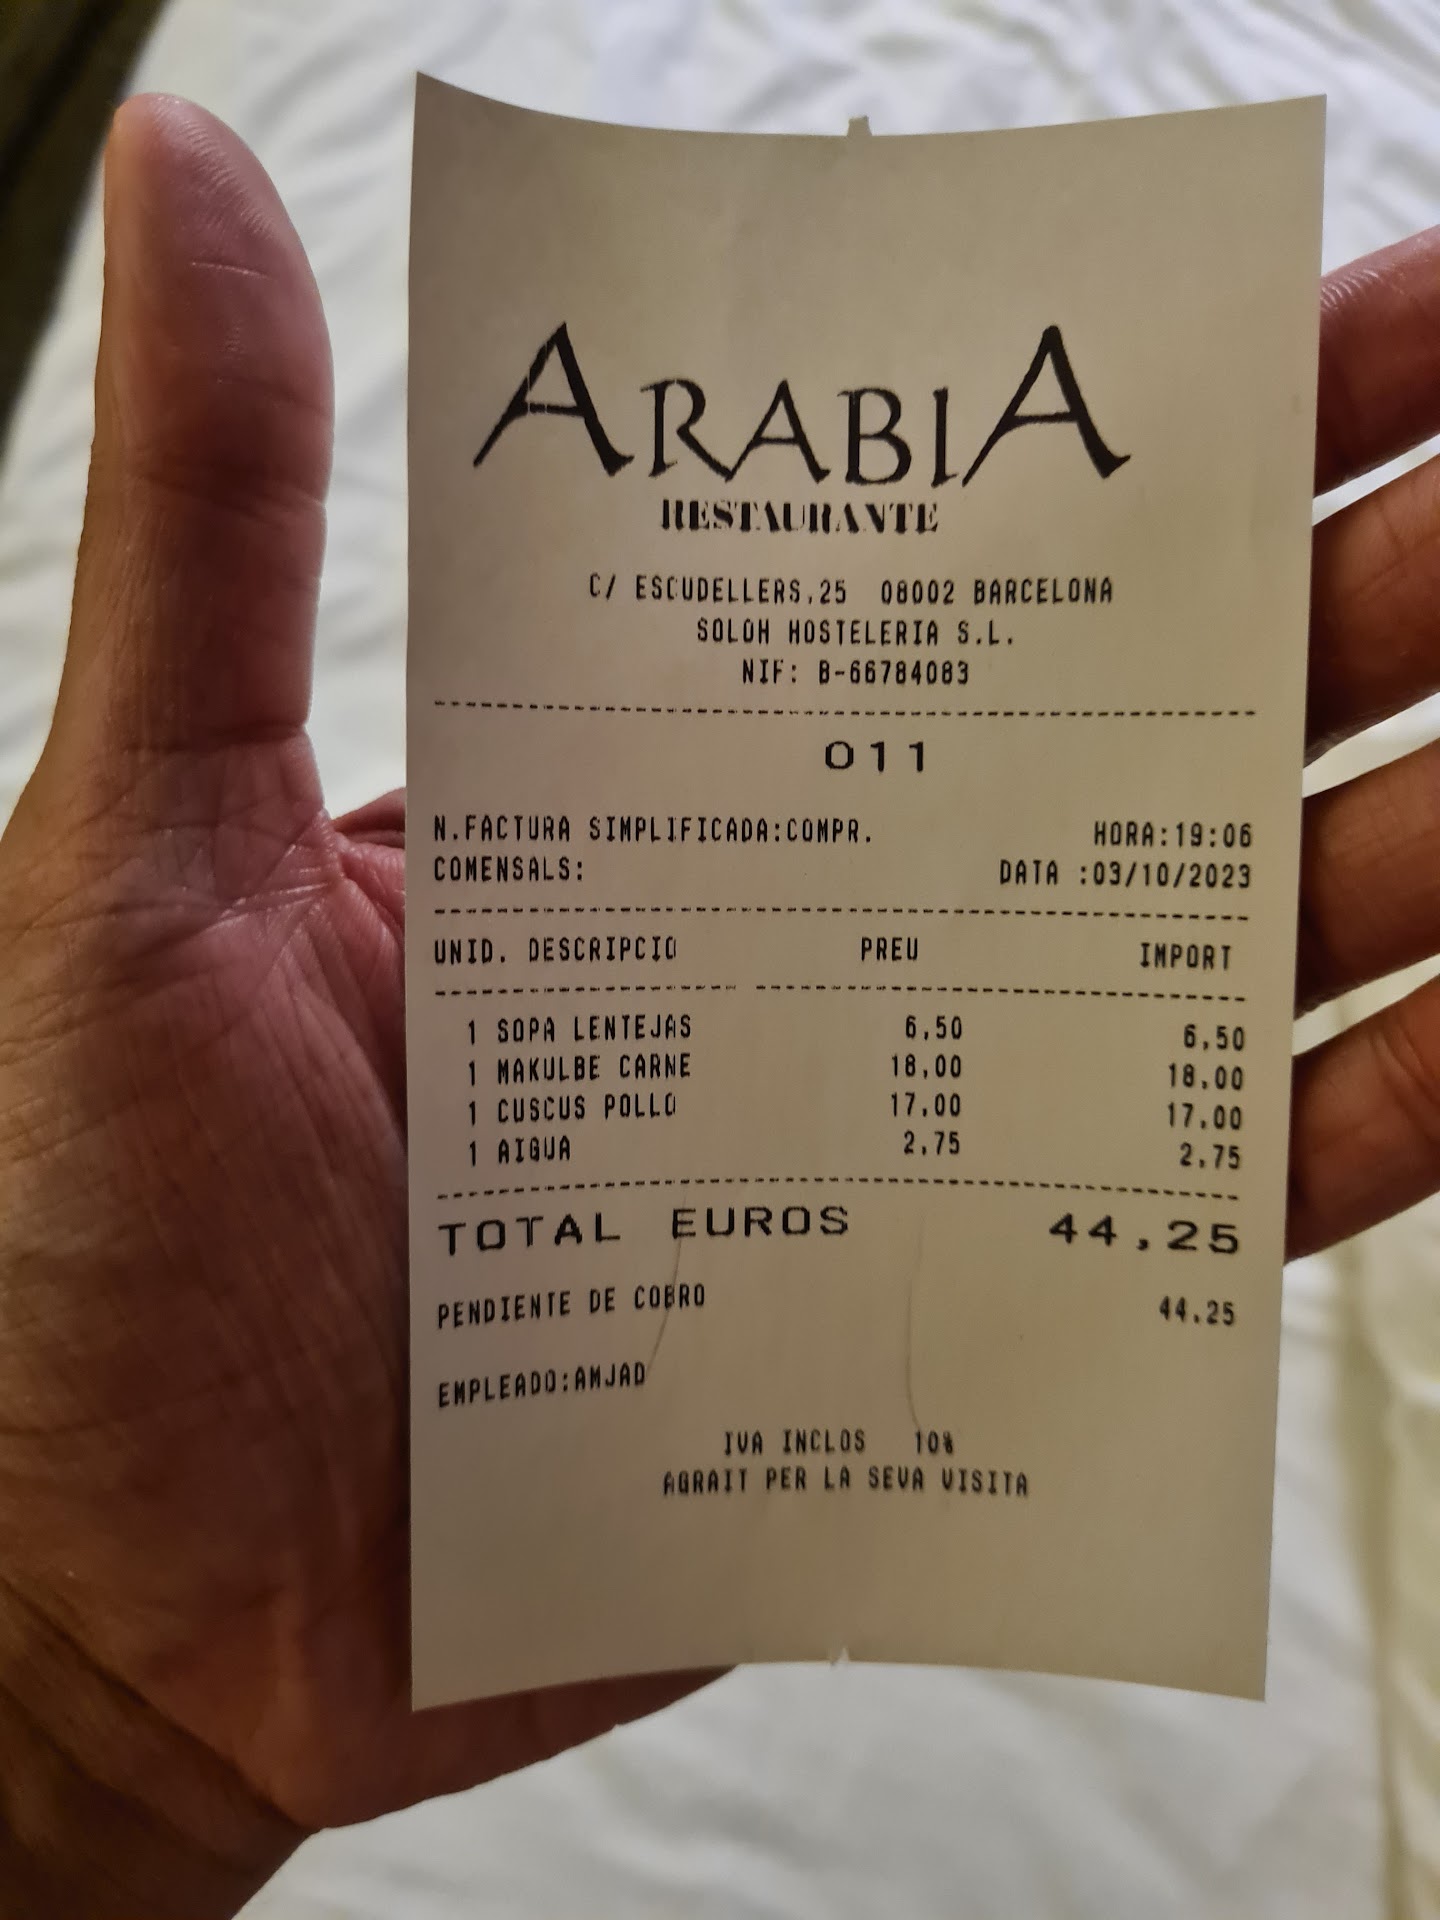 ARABIA
RESTAURANTE
C/ ESCUDELLERS,25 08002 BARCELONA
SOLOH HOSTELERIA S.L.
NIF: B-66784083
011
N.FACTURA SIMPLIFICADA:COMPR. HORA:19:06
COMENSALS: DATA :03/10/2023
UNID. DESCRIPCIO PREU IMPORT
1 SOPA LENTEJAS 6,50 6,50
1 MAKULBE CARNE 18,00 18,00
1 CUSCUS POLLO 17,00 17,00
1 AIGUA 2,75 2,75
TOTAL EUROS 44,25
PENDIENTE DE COBRO 44.25
EMPLEADO:AMJAD
IVA INCLOS 10%
AGRAIT PER LA SEVA VISITA